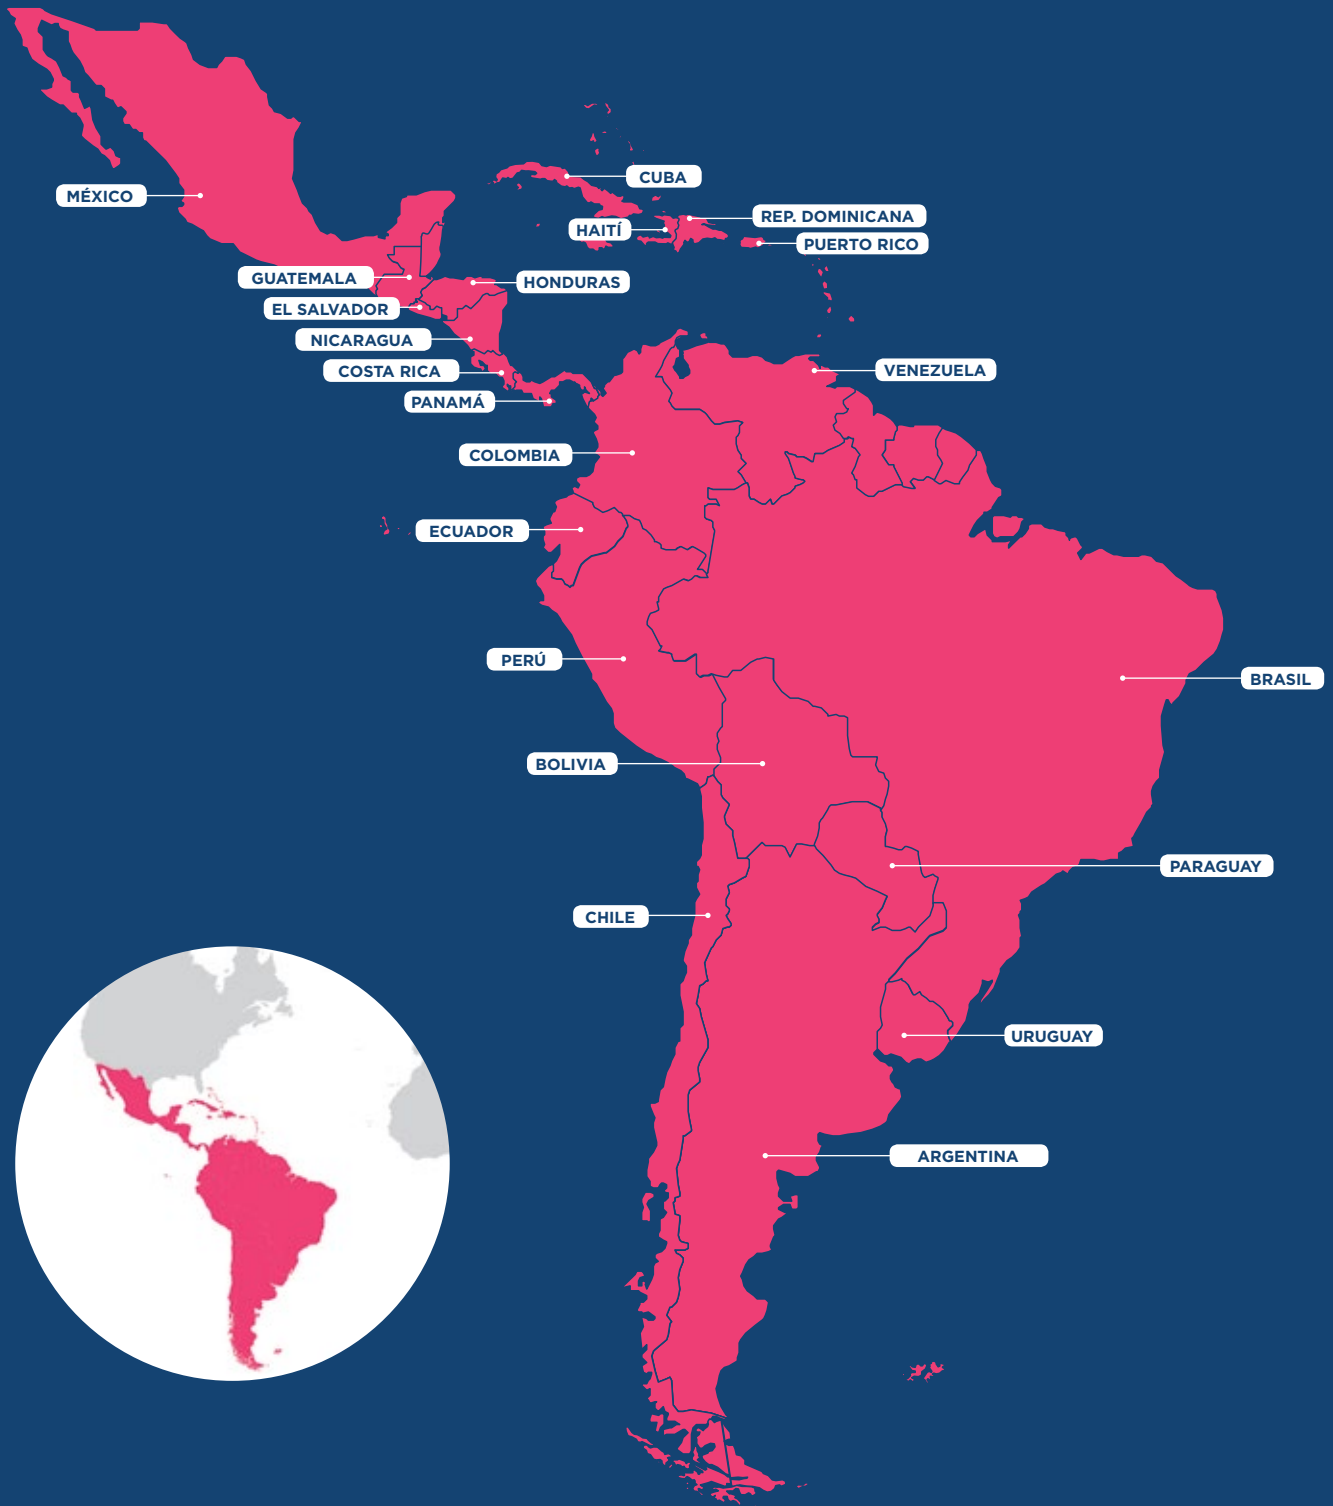 CUBA
MÉXICO
REP. DOMINICANA
HAITÍ
PUERTO RICO
GUATEMALA
HONDURAS
EL SALVADOR
NICARAGUA
COSTA RICA
VENEZUELA
PANAMÁ
COLOMBIA
ECUADOR
PERÚ
BRASIL
BOLIVIA
PARAGUAY
CHILE
URUGUAY
ARGENTINA